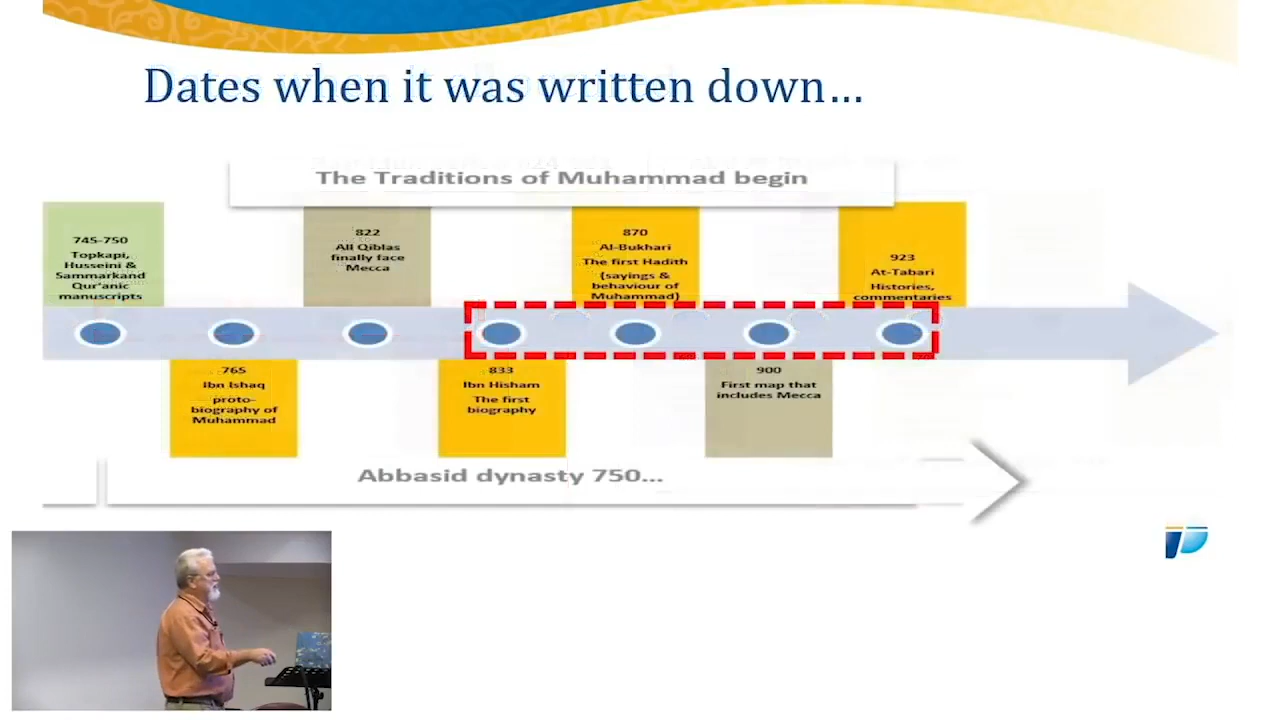 Dates when it was written down...
The Traditions of Muhammad begin
745-750
Topkapi,
Husseini &
Sammarkand
Qur'anic
manuscripts
822
All Qiblas
finally face
Mecca
870
Al-Bukhari
The first Hadith
(sayings &
behaviour of
Muhammad)
923
At-Tabari
Histories,
commentaries
765
Ibn Ishaq
proto-
biography of
Muhammad
833
Ibn Hisham
The first
biography
900
First map that
includes Mecca
Abbasid dynasty 750...